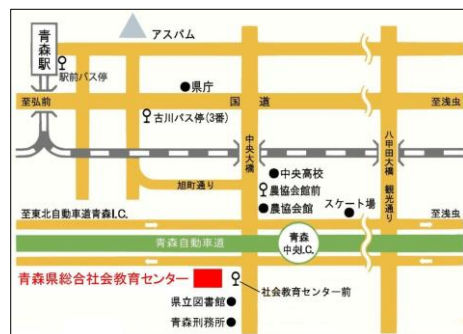 アスパム
青森駅
駅前バス停
県庁
至弘前
国道
至浅虫
古川バス停(3番)
中央大橋
八甲田大橋 観光通り
中央高校
旭町通り
農協会館前
農協会館
スケート場
至東北自動車道青森I.C.
至浅虫
青森自動車道
青森中央I.C.
青森県総合社会教育センター
社会教育センター前
県立図書館
青森刑務所